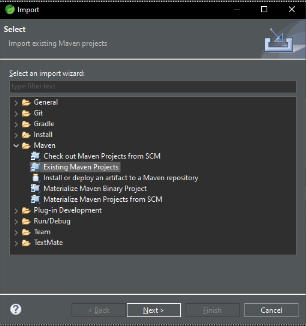 Import
Select
Import existing Maven projects
Select an import wizard:
type filter text
General
Git
Gradle
Install
Maven
Check out Maven Projects from SCM
Existing Maven Projects
Install or deploy an artifact to a Maven repository
Materialize Maven Binary Project
Materialize Maven Projects from SCM
Plug-in Development
Run/Debug
Team
TextMate
?
< Back
Next >
Finish
Cancel